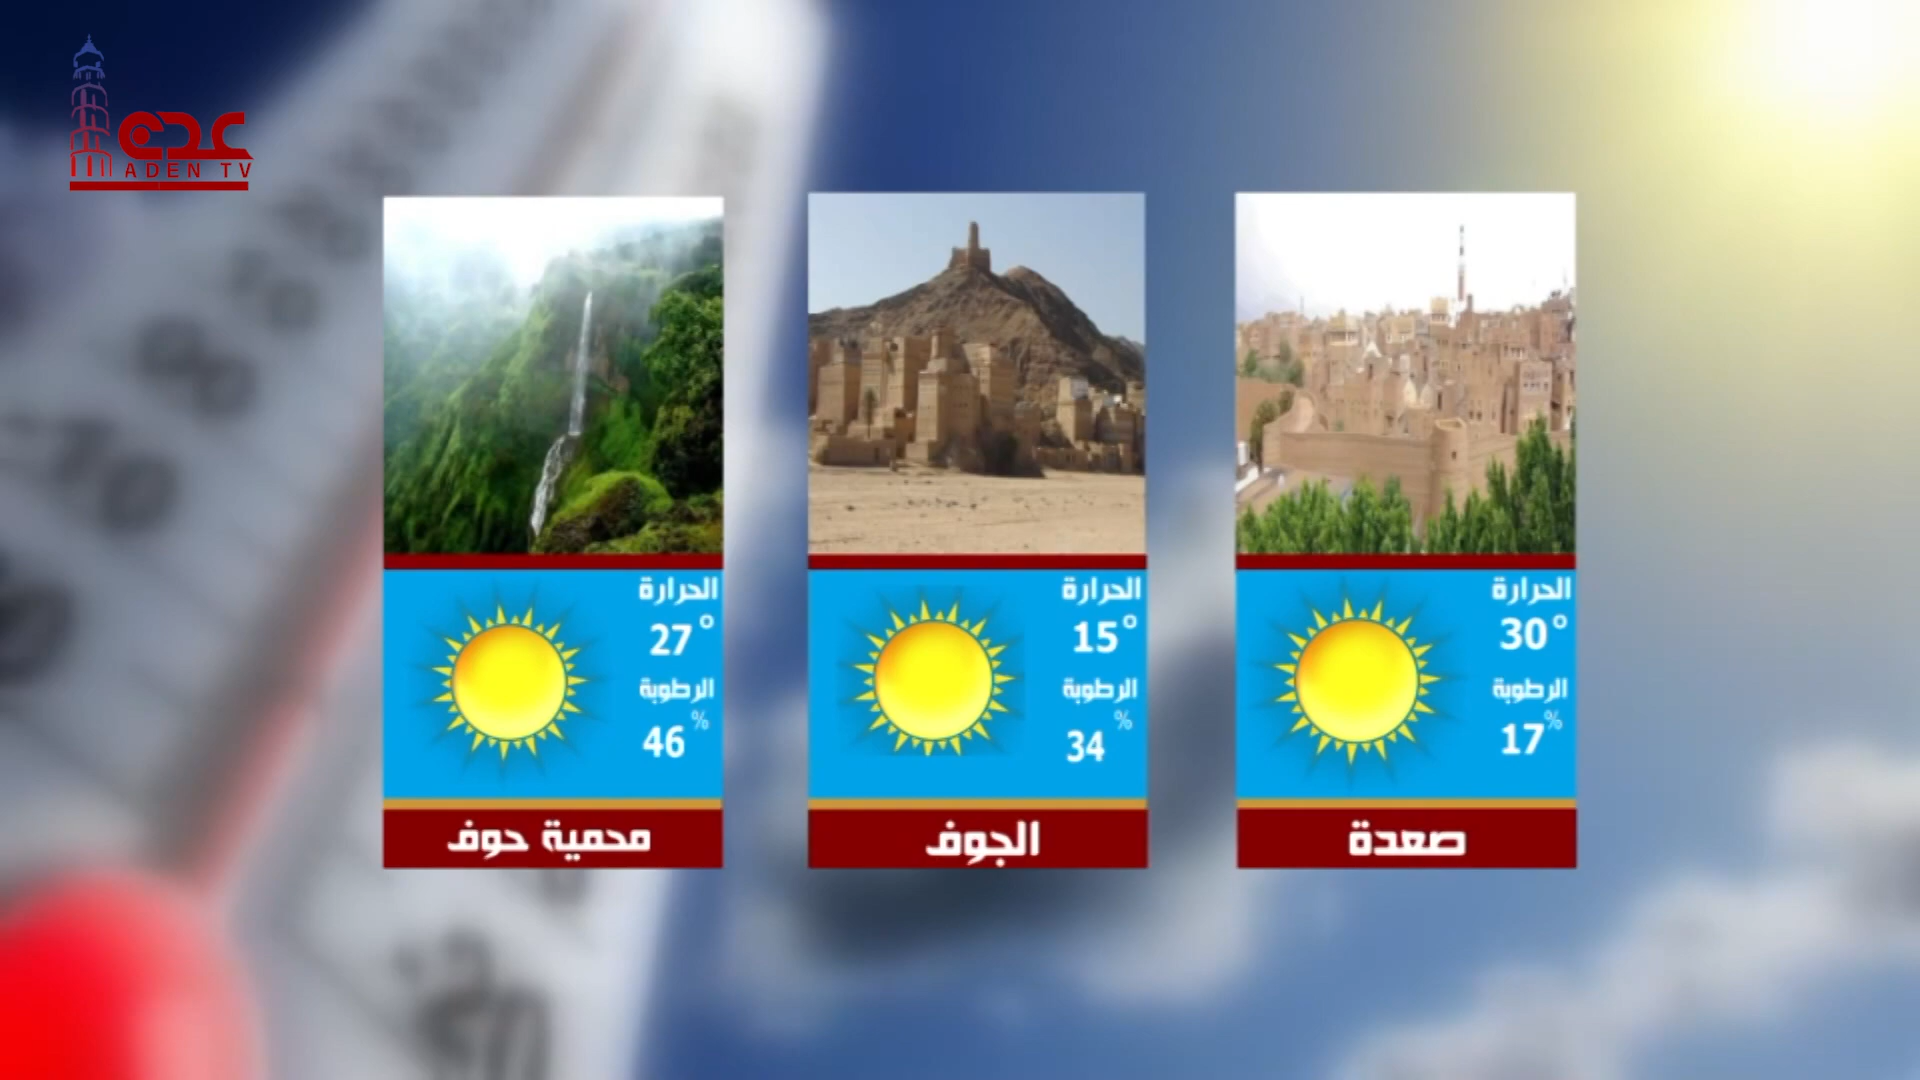 عدن
ADEN TV
الحرارة
30°
الرطوبة
17%
صعدة
الحرارة
15°
الرطوبة
34%
الجوف
الحرارة
27°
الرطوبة
46%
محمية حوف